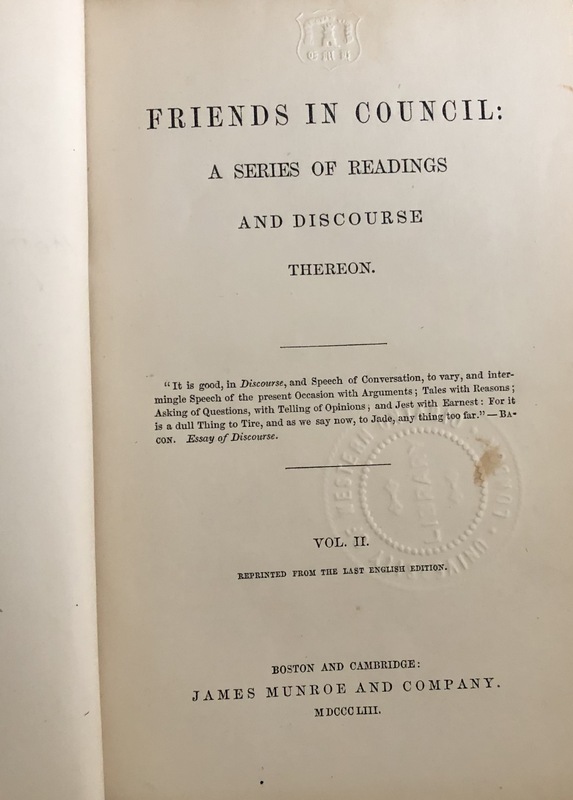 FRIENDS IN COUNCIL:
A SERIES OF READINGS
AND DISCOURSE
THEREON.
"It is good, in Discourse, and Speech of Conversation, to vary, and inter-
mingle Speech of the present Occasion with Arguments; Tales with Reasons;
Asking of Questions, with Telling of Opinions; and Jest with Earnest: For it
is a dull Thing to Tire, and as we say now, to Jade, any thing too far."—BA-
CON. Essay of Discourse.
LIBRARY
VOL. II.
REPRINTED FROM THE LAST ENGLISH EDITION.
BOSTON AND CAMBRIDGE:
JAMES MUNROE AND COMPANY.
MDCCCLIII.